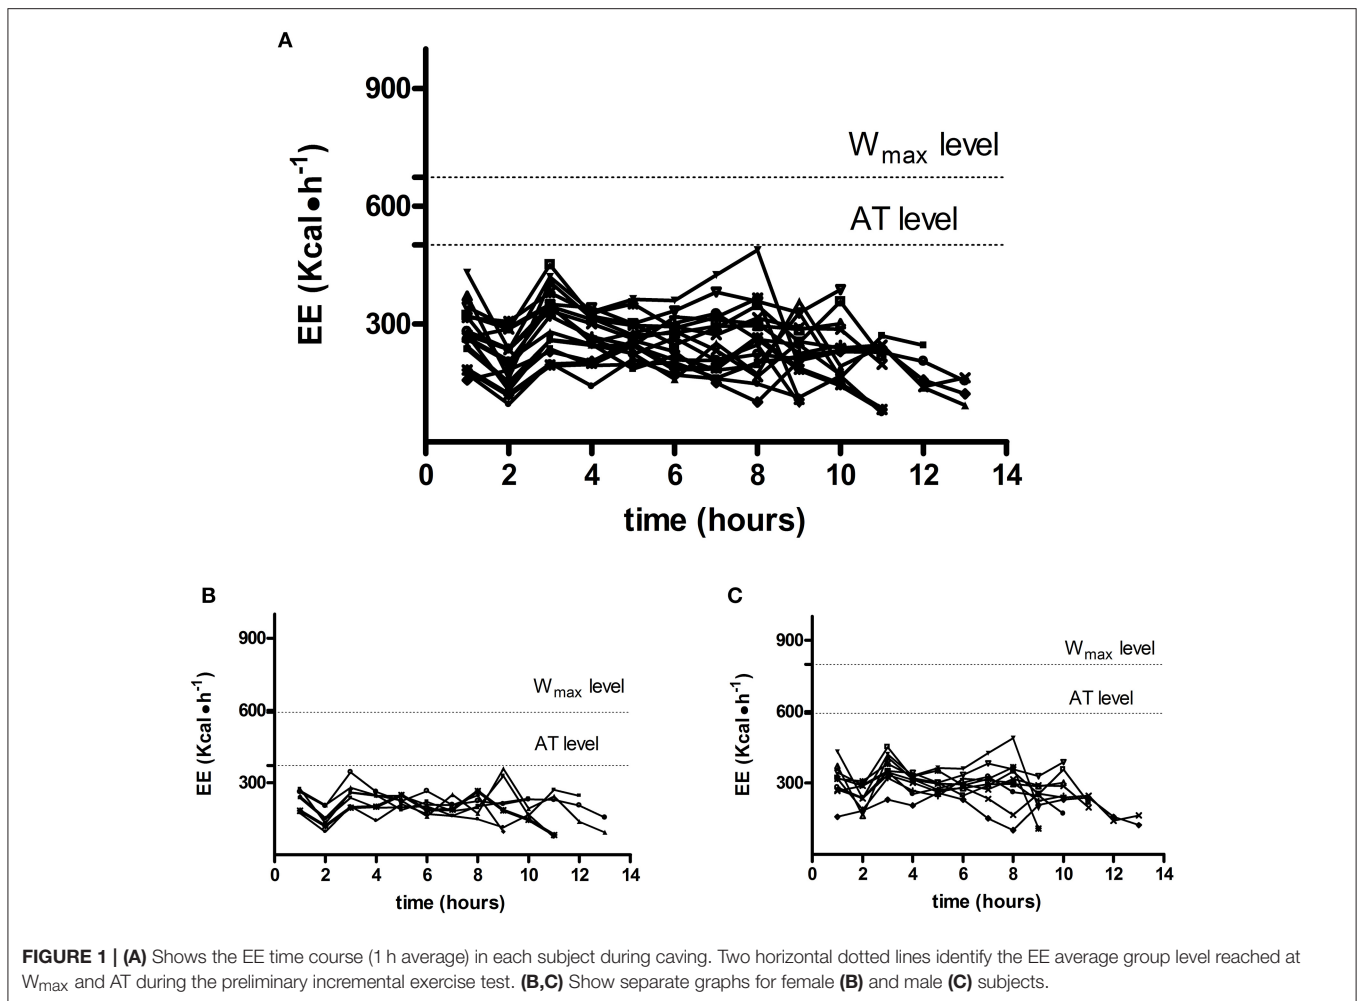 A
900
600
300
EE (Kcal●h⁻¹)
Wmax level
AT level
0 2 4 6 8 10 12 14
time (hours)
B
900
600
300
EE (Kcal●h⁻¹)
Wmax level
AT level
0 2 4 6 8 10 12 14
time (hours)
C
900
600
300
EE (Kcal●h⁻¹)
Wmax level
AT level
0 2 4 6 8 10 12 14
time (hours)
FIGURE 1 | (A) Shows the EE time course (1 h average) in each subject during caving. Two horizontal dotted lines identify the EE average group level reached at
Wmax and AT during the preliminary incremental exercise test. (B,C) Show separate graphs for female (B) and male (C) subjects.